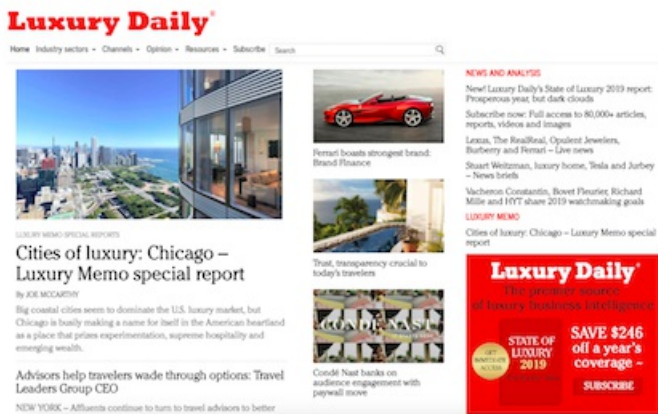 Luxury Daily®
Home Industry sectors Channels Opinion Resources Subscribe Search
LUXURY MEMO SPECIAL REPORTS
Cities of luxury: Chicago –
Luxury Memo special report
By JOE MCCARTHY
Big coastal cities seem to dominate the U.S. luxury market, but
Chicago is busily making a name for itself in the American heartland
as a place that prizes experimentation, supreme hospitality and
emerging wealth.
Advisors help travelers wade through options: Travel
Leaders Group CEO
NEW YORK – Affluents continue to turn to travel advisors to better
Ferrari boasts strongest brand:
Brand Finance
Trust, transparency crucial to
today's travelers
CONDÉ NAST
Condé Nast banks on
audience engagement with
paywall move
NEWS AND ANALYSIS
New! Luxury Daily's State of Luxury 2019 report:
Prosperous year, but dark clouds
Subscribe now: Full access to 80,000+ articles,
reports, videos and images
Lexus, The RealReal, Opulent Jewelers,
Burberry and Ferrari – Live news
Stuart Weitzman, luxury home, Tesla and Jurbey
– News briefs
Vacheron Constantin, Bovet Fleurier, Richard
Mille and HYT share 2019 watchmaking goals
LUXURY MEMO
Cities of luxury: Chicago – Luxury Memo special
report
Luxury Daily®
The premier source
of luxury business intelligence
GET
IMMEDIATE
ACCESS
STATE OF
LUXURY
2019
SAVE $246
off a year's
coverage –
SUBSCRIBE